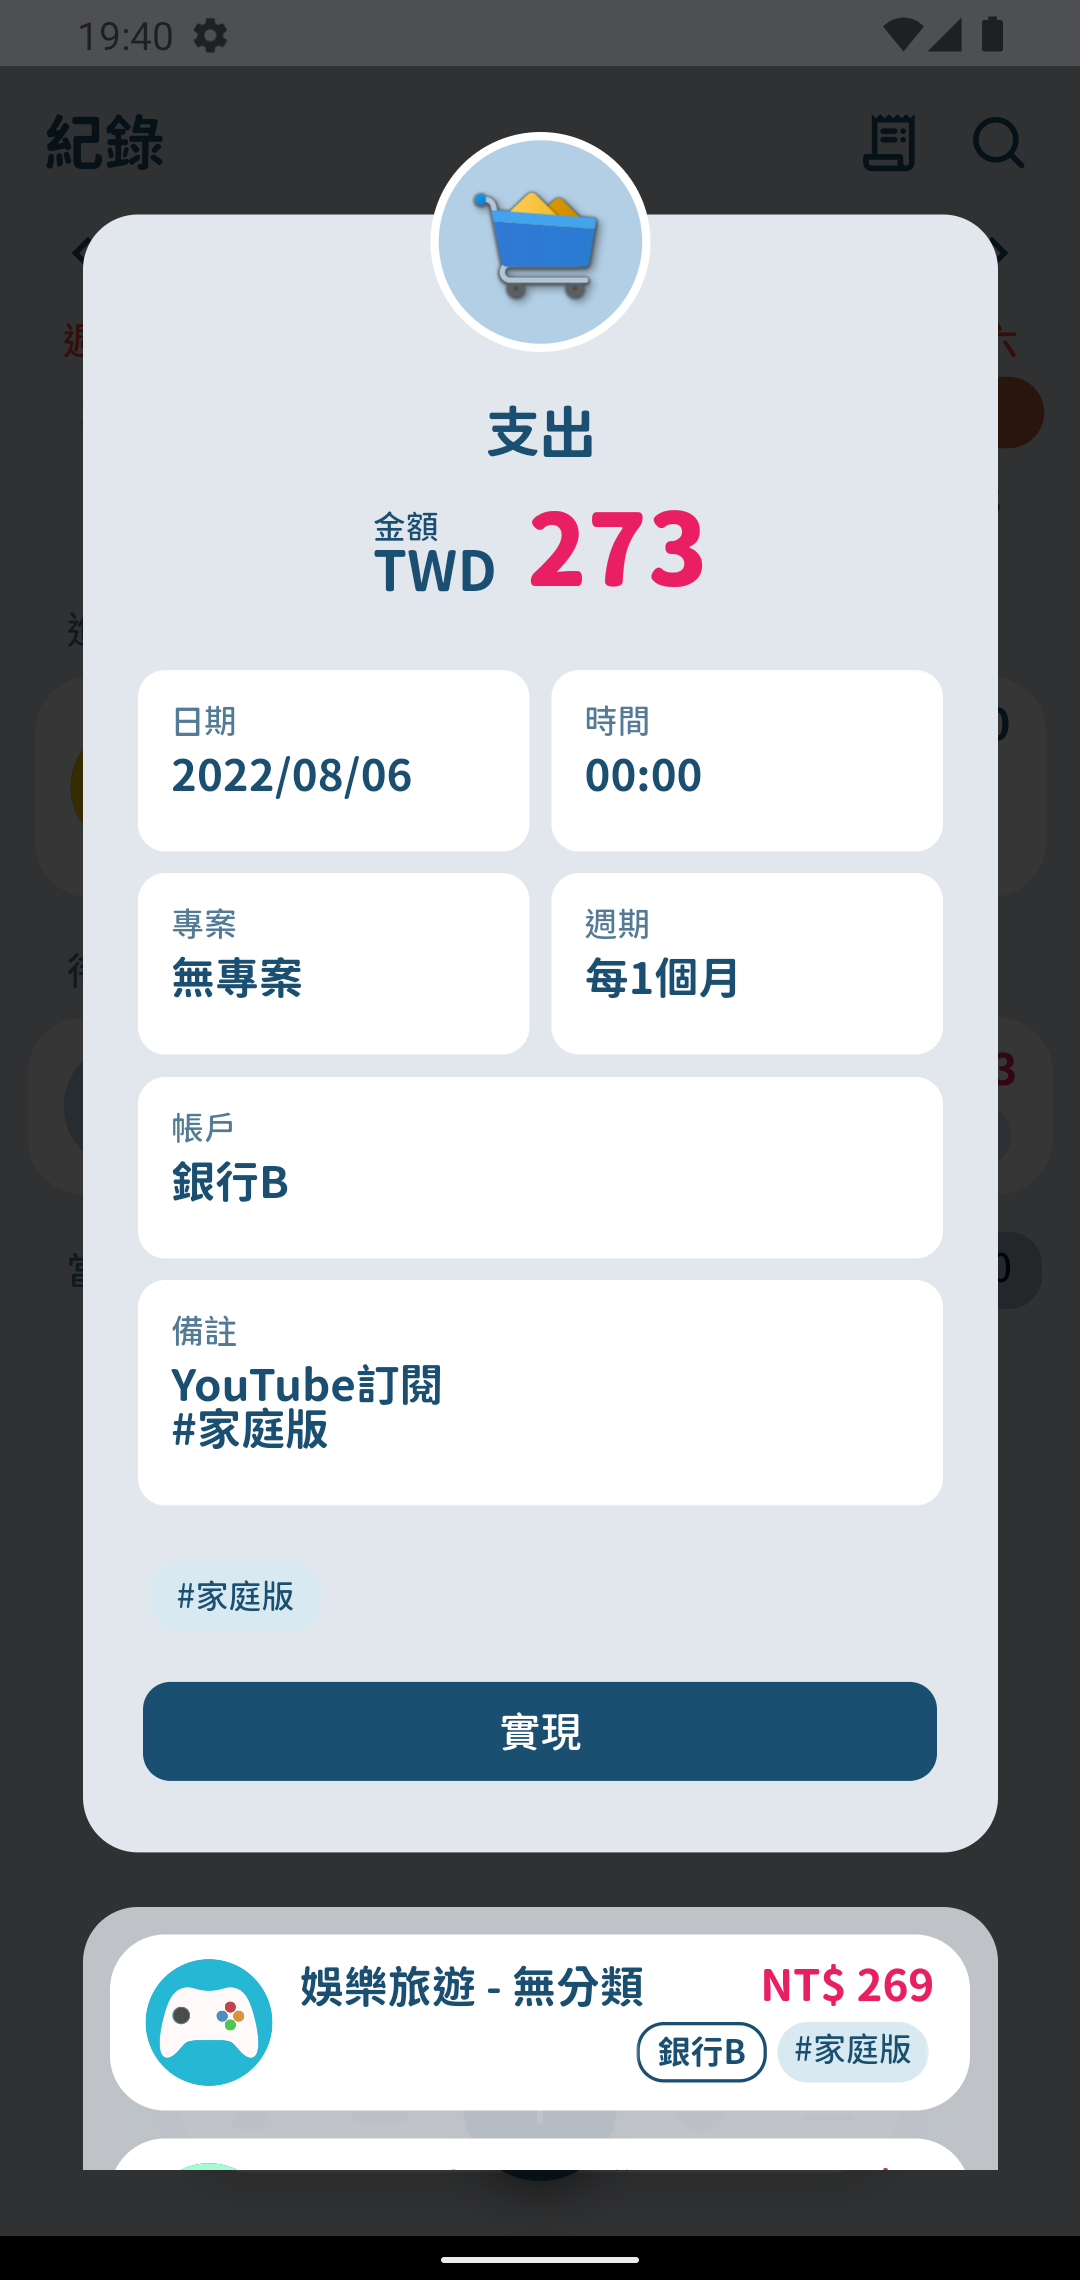 19:40
紀錄
六
支出
金額
TWD 273
日期
2022/08/06
時間
00:00
專案
無專案
週期
每1個月
帳戶
銀行B
備註
YouTube訂閱
#家庭版
#家庭版
實現
娛樂旅遊 - 無分類
NT$ 269
銀行B
#家庭版